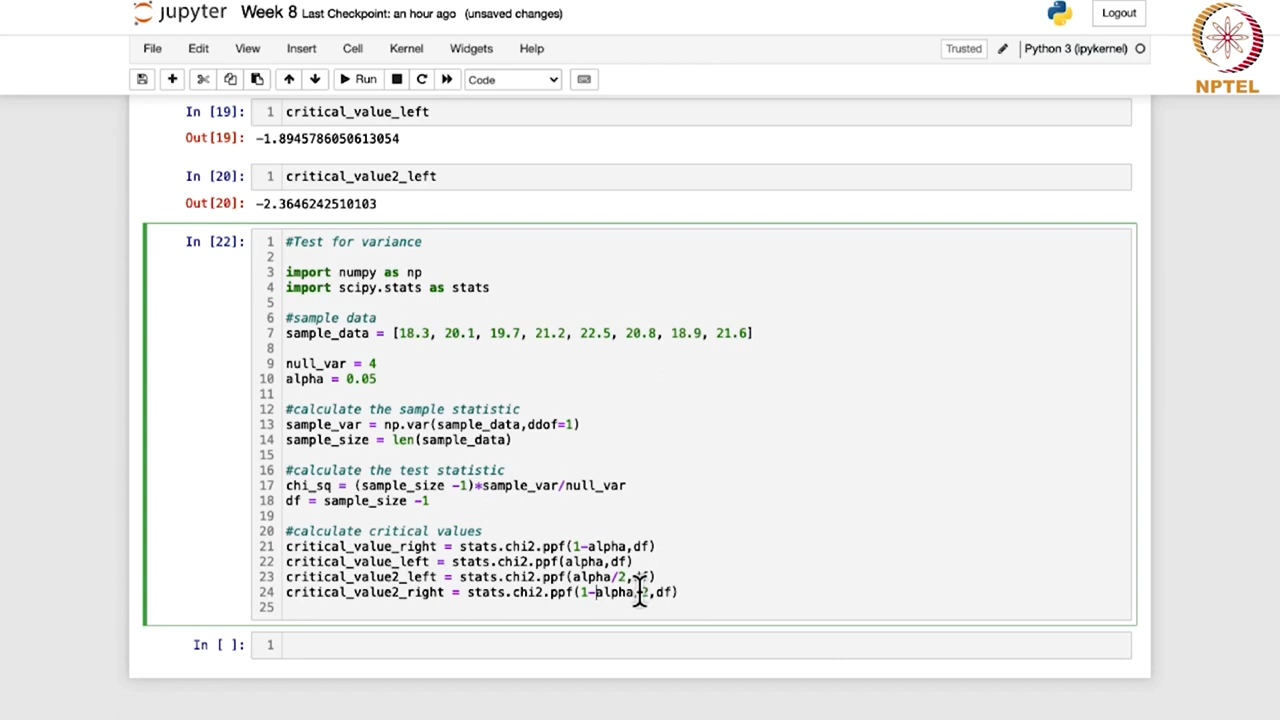 jupyter Week 8 Last Checkpoint: an hour ago (unsaved changes) Logout
File Edit View Insert Cell Kernel Widgets Help Trusted Python 3 (ipykernel)
Run Code
NPTEL
In [19]: 1 critical_value_left
Out[19]: -1.8945786050613054
In [20]: 1 critical_value2_left
Out[20]: -2.3646242510103
In [22]: 1 #Test for variance
2
3 import numpy as np
4 import scipy.stats as stats
5
6 #sample data
7 sample_data = [18.3, 20.1, 19.7, 21.2, 22.5, 20.8, 18.9, 21.6]
8
9 null_var = 4
10 alpha = 0.05
11
12 #calculate the sample statistic
13 sample_var = np.var(sample_data,ddof=1)
14 sample_size = len(sample_data)
15
16 #calculate the test statistic
17 chi_sq = (sample_size -1)*sample_var/null_var
18 df = sample_size -1
19
20 #calculate critical values
21 critical_value_right = stats.chi2.ppf(1-alpha,df)
22 critical_value_left = stats.chi2.ppf(alpha,df)
23 critical_value2_left = stats.chi2.ppf(alpha/2,df)
24 critical_value2_right = stats.chi2.ppf(1-alpha/2,df)
25
In [ ]: 1